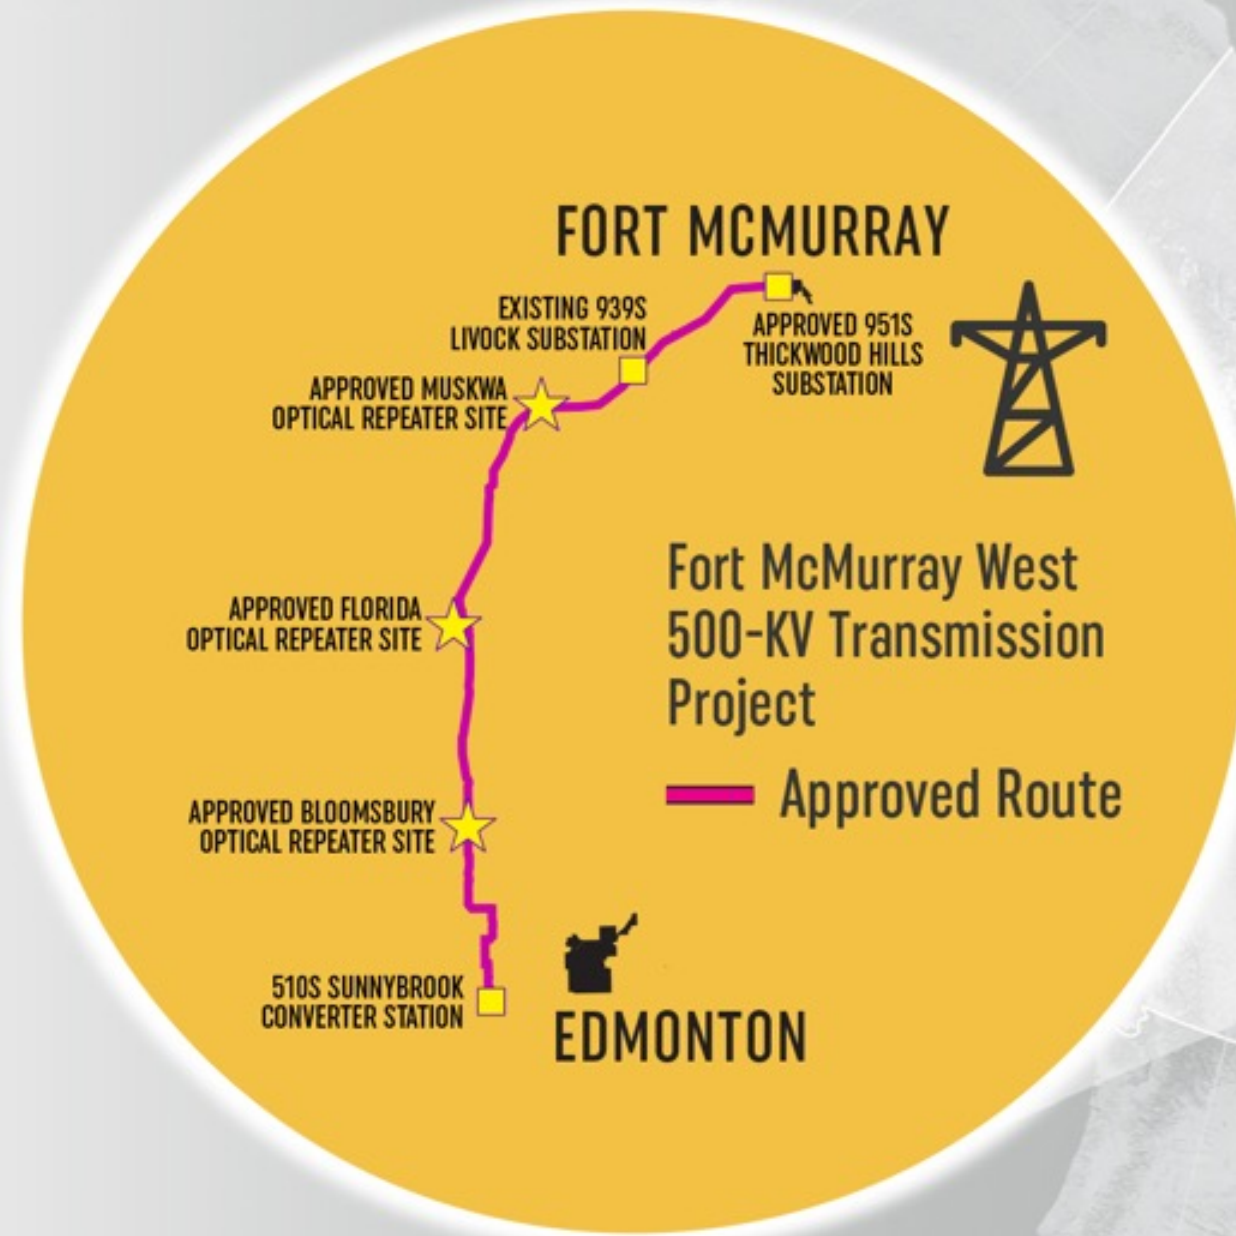 FORT MCMURRAY
EXISTING 939S
LIVOCK SUBSTATION
APPROVED 951S
THICKWOOD HILLS
SUBSTATION
APPROVED MUSKWA
OPTICAL REPEATER SITE
Fort McMurray West
500-KV Transmission
Project
APPROVED FLORIDA
OPTICAL REPEATER SITE
Approved Route
APPROVED BLOOMSBURY
OPTICAL REPEATER SITE
510S SUNNYBROOK
CONVERTER STATION
EDMONTON